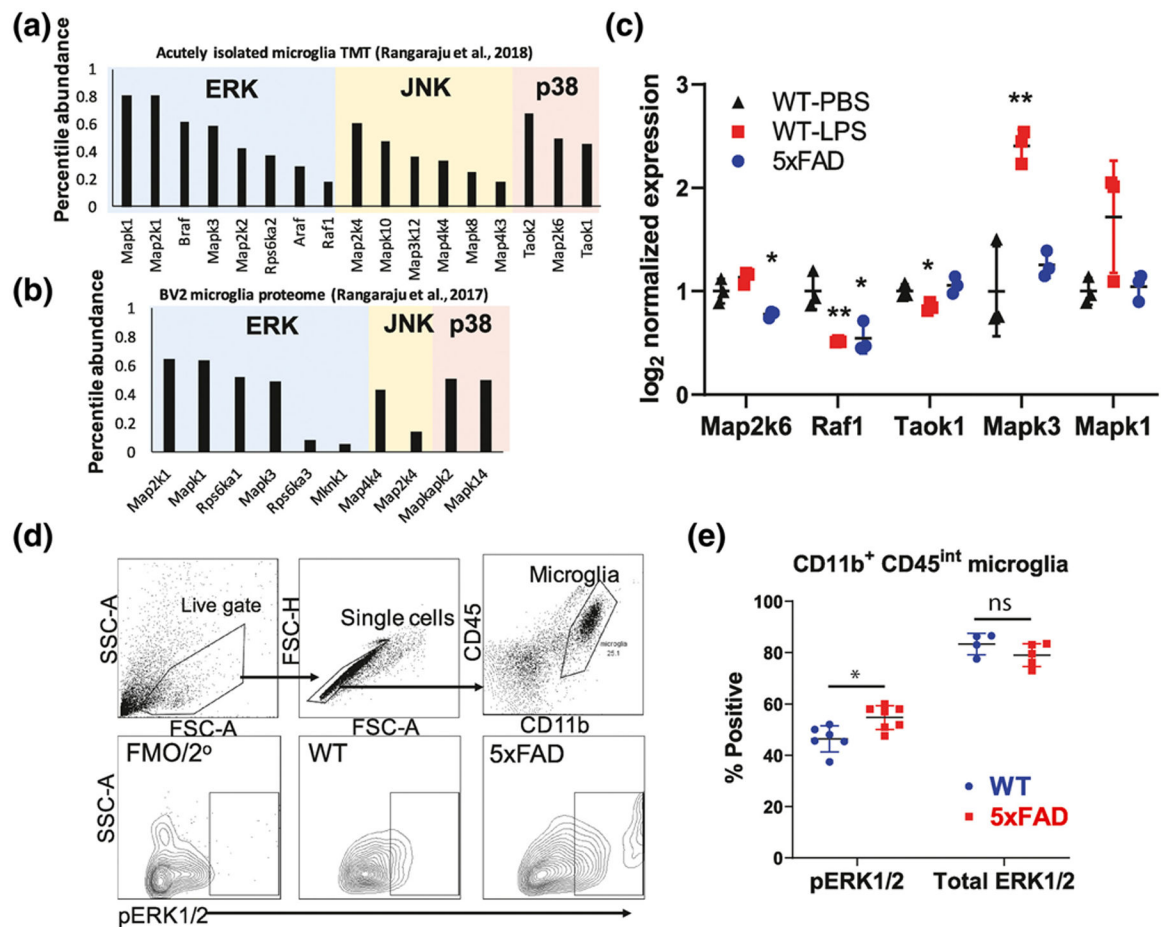 (a)
Acutely isolated microglia TMT (Rangaraju et al., 2018)
Percentile abundance
1
0.8
0.6
0.4
0.2
0
ERK
JNK
p38
Mapk1
Map2k1
Braf
Mapk3
Map2k2
Rps6ka2
Araf
Raf1
Map2k4
Mapk10
Map3k12
Map4k4
Mapk8
Map4k3
Taok2
Map2k6
Taok1
(b)
BV2 microglia proteome (Rangaraju et al., 2017)
Percentile abundance
1
0.8
0.6
0.4
0.2
0
ERK
JNK
p38
Map2k1
Mapk1
Rps6ka1
Mapk3
Rps6ka3
Mknk1
Map4k4
Map2k4
Mapkapk2
Mapk14
(c)
log2 normalized expression
3
2
1
0
WT-PBS
WT-LPS
5xFAD
*
**
*
*
**
Map2k6
Raf1
Taok1
Mapk3
Mapk1
(d)
SSC-A
Live gate
FSC-A
FSC-H
Single cells
FSC-A
CD45
Microglia
microglia
25.1
CD11b
SSC-A
FMO/2º
WT
5xFAD
pERK1/2
(e)
CD11b+ CD45int microglia
% Positive
100
80
60
40
20
0
*
ns
WT
5xFAD
pERK1/2
Total ERK1/2